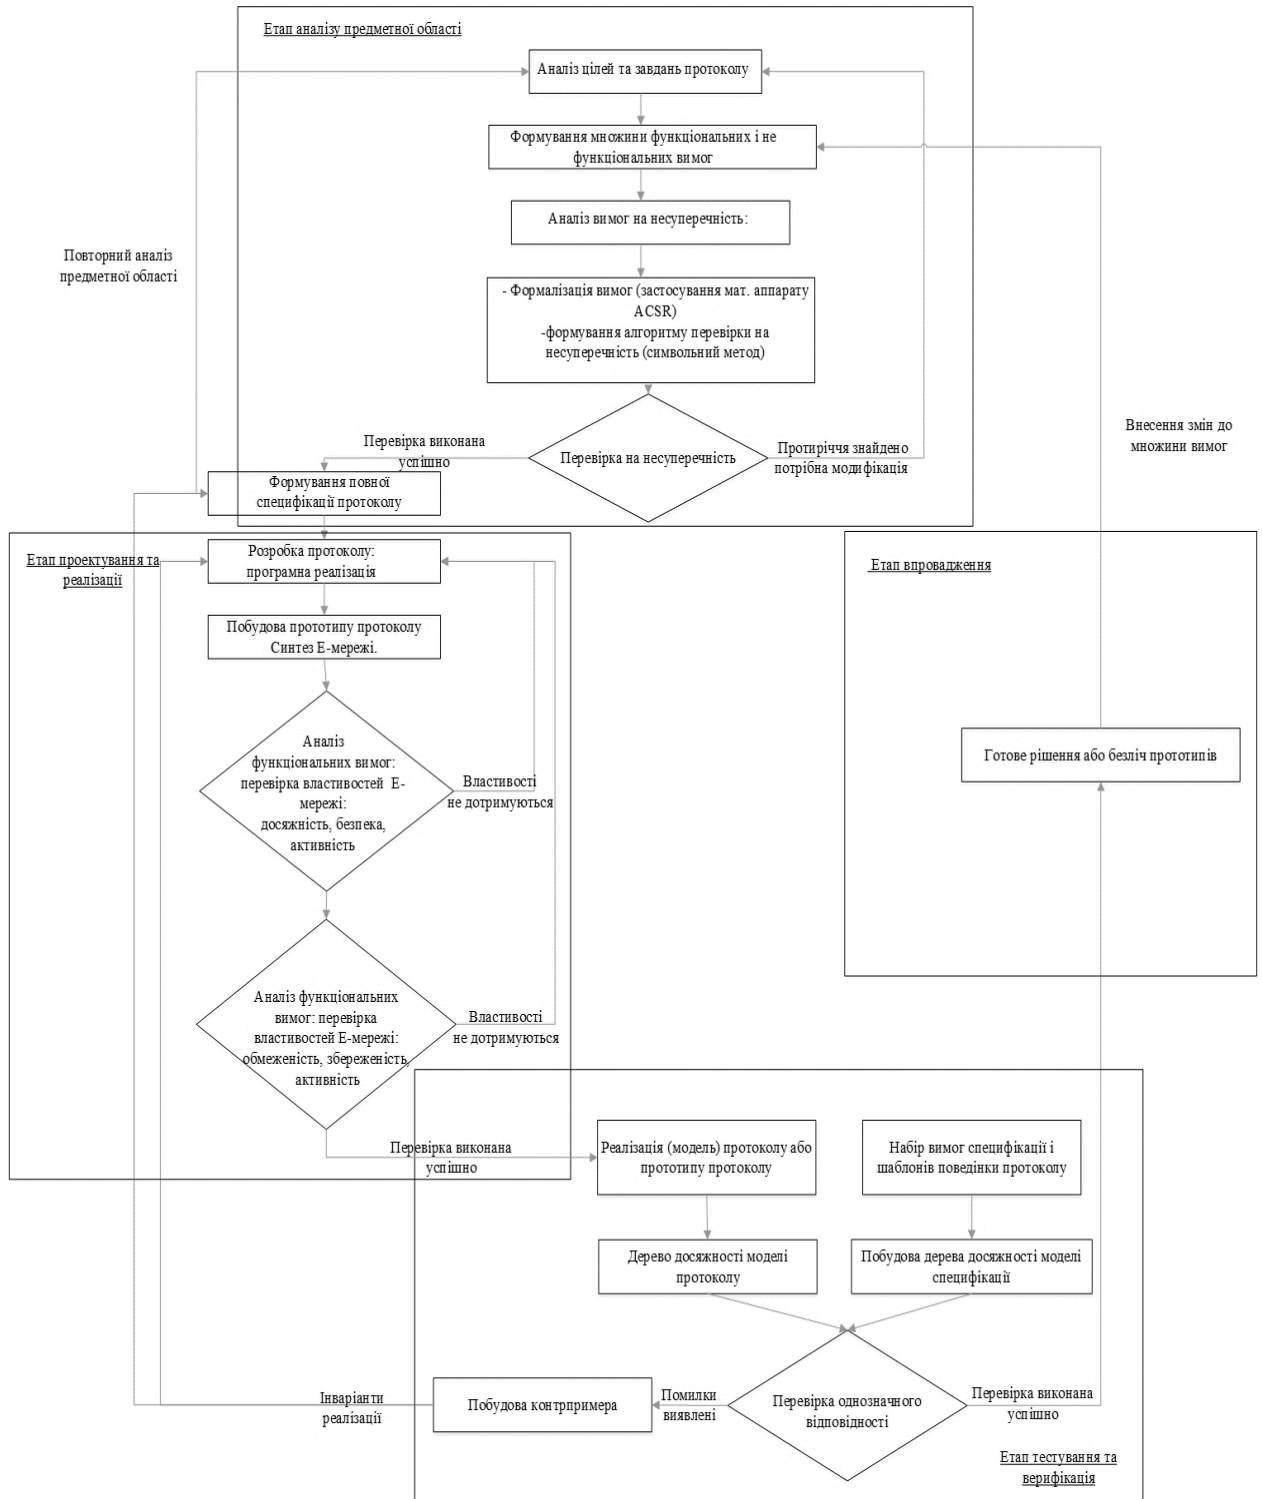 Етап аналізу предметної області
Аналіз цілей та завдань протоколу
Формування множини функціональних і не
функціональних вимог
Аналіз вимог на несуперечність:
Повторний аналіз
предметної області
- Формалізація вимог (застосування мат. аппарату
ACSR)
-формування алгоритму перевірки на
несуперечність (символьний метод)
Внесення змін до
множини вимог
Перевірка виконана
успішно
Перевірка на несуперечність
Протиріччя знайдено
потрібна модифікація
Формування повної
специфікації протоколу
Етап проектування та
реалізації
Розробка протоколу:
програмна реалізація
Етап впровадження
Побудова прототипу протоколу
Синтез Е-мережі.
Аналіз
функціональних вимог:
перевірка властивостей Е-
мережі:
досяжність, безпека,
активність
Властивості
не дотримуються
Готове рішення або безліч прототипів
Аналіз функціональних
вимог: перевірка
властивостей Е-мережі:
обмеженість, збереженість,
активність
Властивості
не дотримуються
Перевірка виконана
успішно
Реалізація (модель) протоколу або
прототипу протоколу
Набір вимог специфікації і
шаблонів поведінки протоколу
Дерево досяжності моделі
протоколу
Побудова дерева досяжності моделі
специфікації
Інваріанти
реалізації
Побудова контрпримера
Помилки
виявлені
Перевірка однозначного
відповідності
Перевірка виконана
успішно
Етап тестування та
верифікація